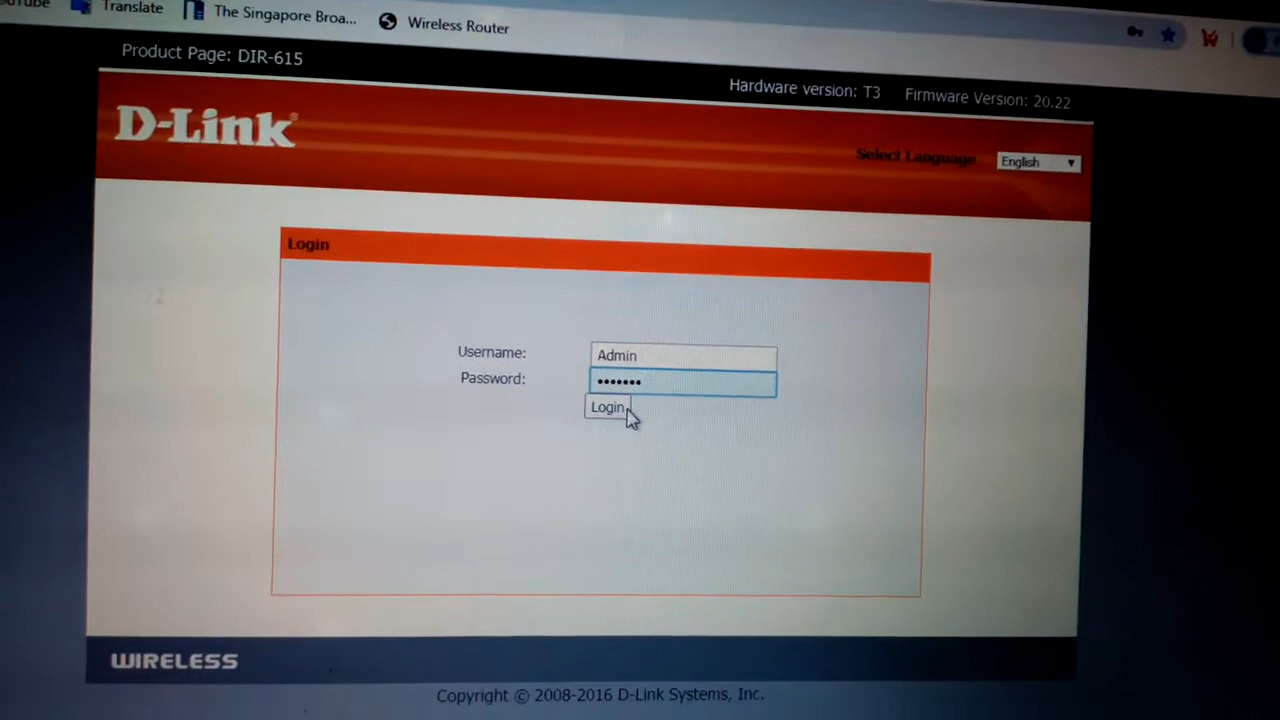 Translate
The Singapore Broa...
Wireless Router
Product Page: DIR-615
Hardware version: T3
Firmware Version: 20.22
D-Link®
Select Language
English
Login
Username:
Admin
Password:
•••••••
Login
WIRELESS
Copyright © 2008-2016 D-Link Systems, Inc.